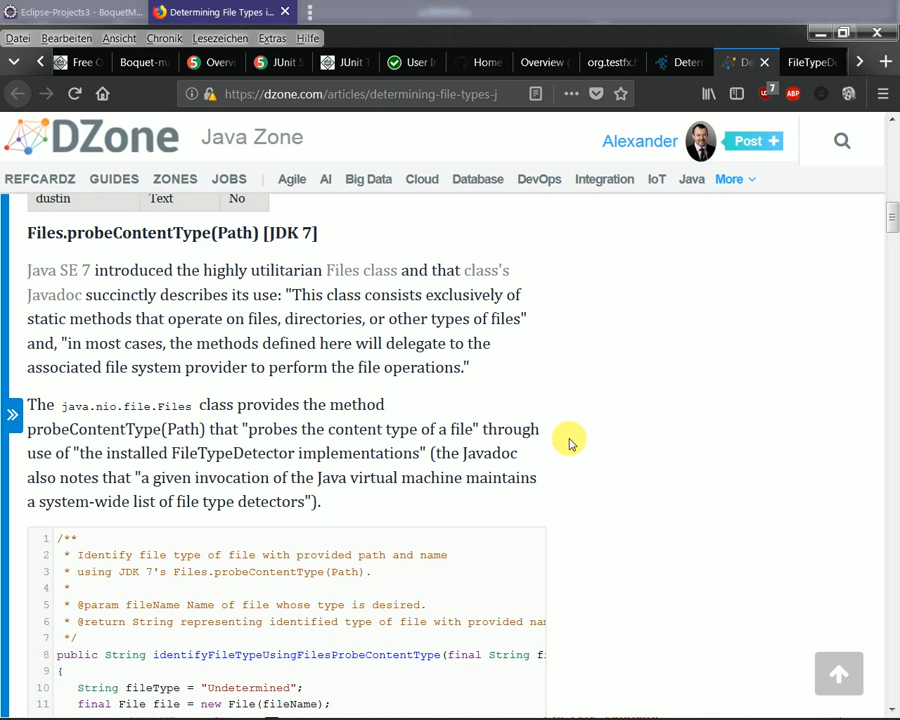 Eclipse-Projects3 - BoquetM...
Determining File Types i
Datei Bearbeiten Ansicht Chronik Lesezeichen Extras Hilfe
Free O
Boquet-m
Overvi
JUnit 5
JUnit T
User In
Home
Overview (
org.testfx.
Determ
De
FileTypeDe
https://dzone.com/articles/determining-file-types-j
7
ABP
DZone
Java Zone
Alexander
Post +
REFCARDZ GUIDES ZONES JOBS Agile AI Big Data Cloud Database DevOps Integration IoT Java More
dustin Text No
Files.probeContentType(Path) [JDK 7]
Java SE 7 introduced the highly utilitarian Files class and that class's
Javadoc succinctly describes its use: "This class consists exclusively of
static methods that operate on files, directories, or other types of files"
and, "in most cases, the methods defined here will delegate to the
associated file system provider to perform the file operations."
The java.nio.file.Files class provides the method
probeContentType(Path) that "probes the content type of a file" through
use of "the installed FileTypeDetector implementations" (the Javadoc
also notes that "a given invocation of the Java virtual machine maintains
a system-wide list of file type detectors").
1 /**
2 * Identify file type of file with provided path and name
3 * using JDK 7's Files.probeContentType(Path).
4 *
5 * @param fileName Name of file whose type is desired.
6 * @return String representing identified type of file with provided nam
7 */
8 public String identifyFileTypeUsingFilesProbeContentType(final String fi
9 {
10 String fileType = "Undetermined";
11 final File file = new File(fileName);